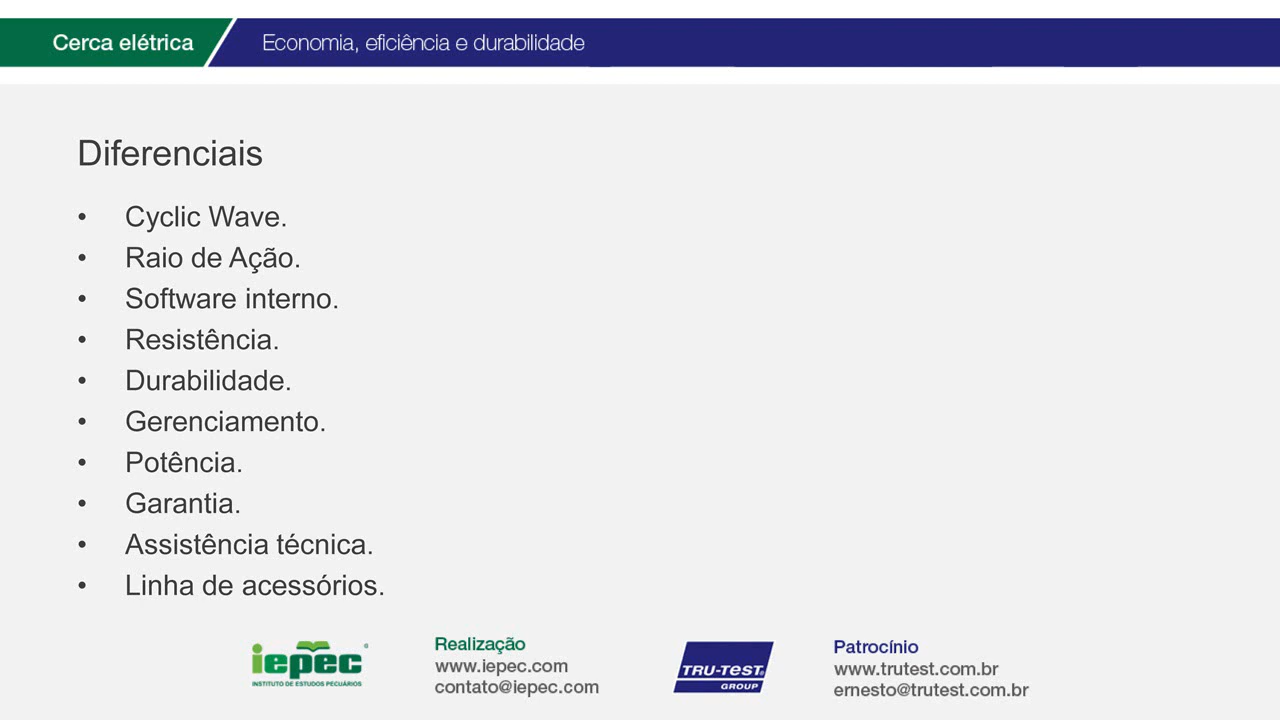 Cerca elétrica
Economia, eficiência e durabilidade
Diferenciais
• Cyclic Wave.
• Raio de Ação.
• Software interno.
• Resistência.
• Durabilidade.
• Gerenciamento.
• Potência.
• Garantia.
• Assistência técnica.
• Linha de acessórios.
iepec®
INSTITUTO DE ESTUDOS PECUÁRIOS
Realização
www.iepec.com
contato@iepec.com
TRU-TEST®
GROUP
Patrocínio
www.trutest.com.br
ernesto@trutest.com.br